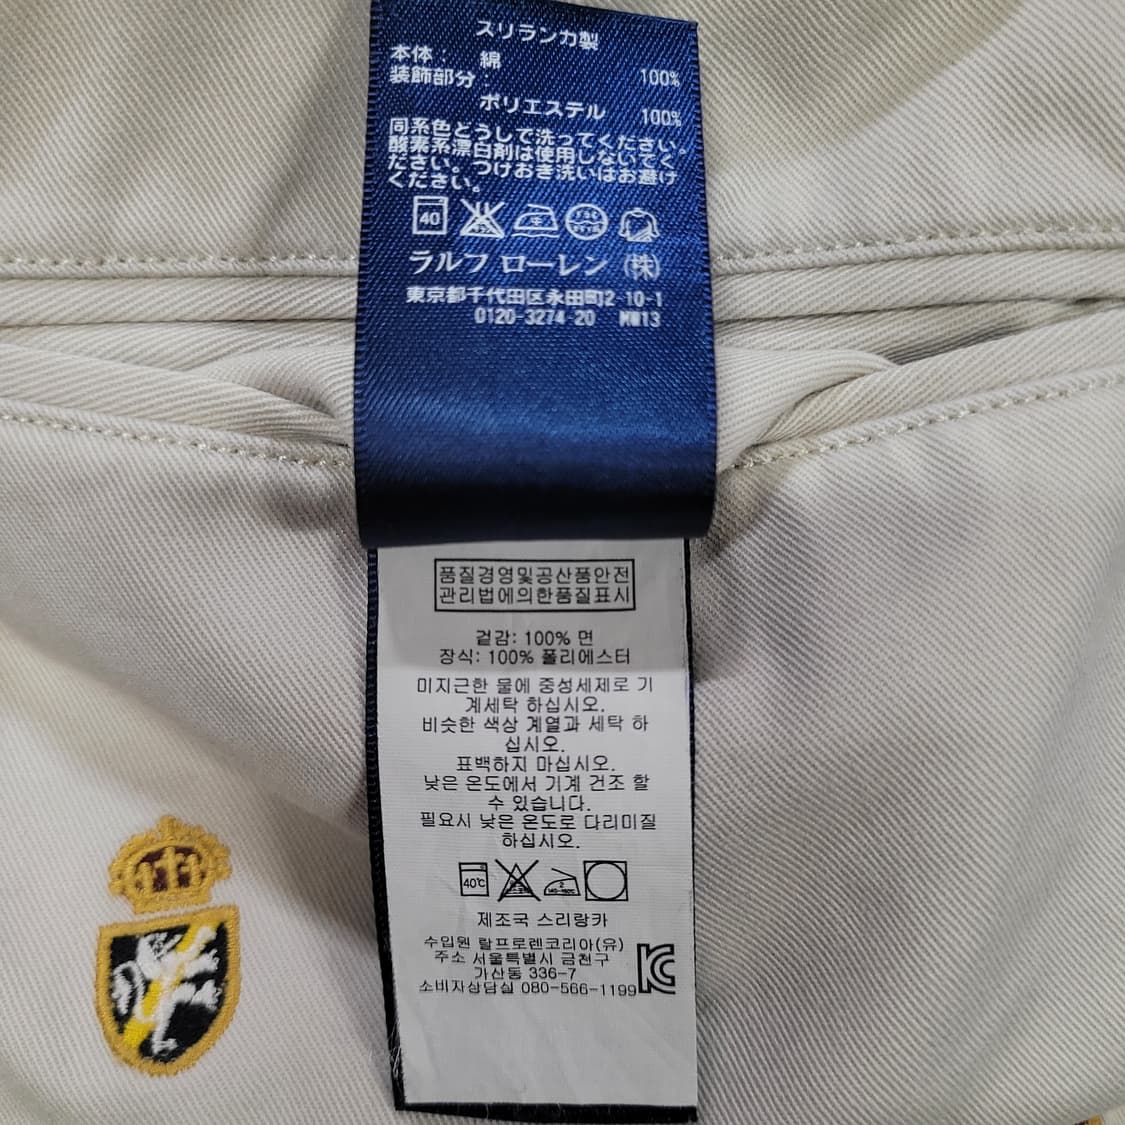 スリランカ製
本体: 綿 100%
装飾部分:
ポリエステル 100%
同系色どうしで洗ってください。
酸素系漂白剤は使用しないでく
ださい。つけおき洗いはお避け
ください。
40 中
ラルフ ローレン (株)
東京都千代田区永田町2-10-1
0120-3274-20 MM13
품질경영및공산품안전
관리법에의한품질표시
겉감: 100% 면
장식: 100% 폴리에스터
미지근한 물에 중성세제로 기
계세탁 하십시오.
비슷한 색상 계열과 세탁 하
십시오.
표백하지 마십시오.
낮은 온도에서 기계 건조 할
수 있습니다.
필요시 낮은 온도로 다리미질
하십시오.
40℃ 2
제조국 스리랑카
수입원 랄프로렌코리아(유)
주소 서울특별시 금천구
가산동 336-7
소비자상담실 080-566-1199